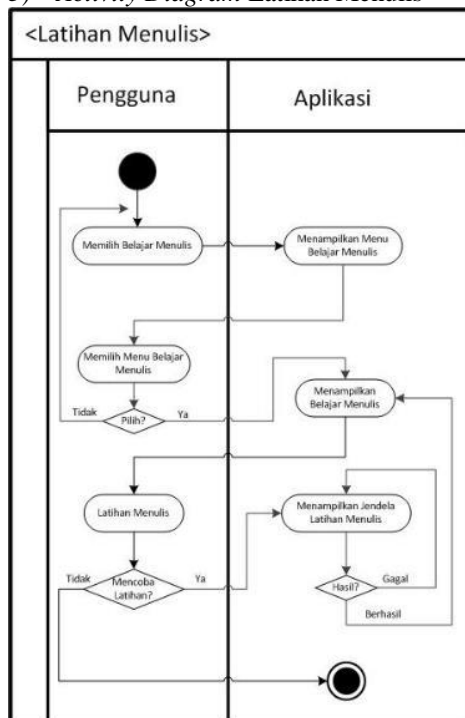 3) Activity Diagram Latihan Menulis
<Latihan Menulis>
Pengguna
Aplikasi
Memilih Belajar Menulis
Menampilkan Menu
Belajar Menulis
Memilih Menu Belajar
Menulis
Tidak
Pilih?
Ya
Menampilkan
Belajar Menulis
Latihan Menulis
Menampilkan Jendela
Latihan Menulis
Tidak
Mencoba
Latihan?
Ya
Hasil?
Gagal
Berhasil